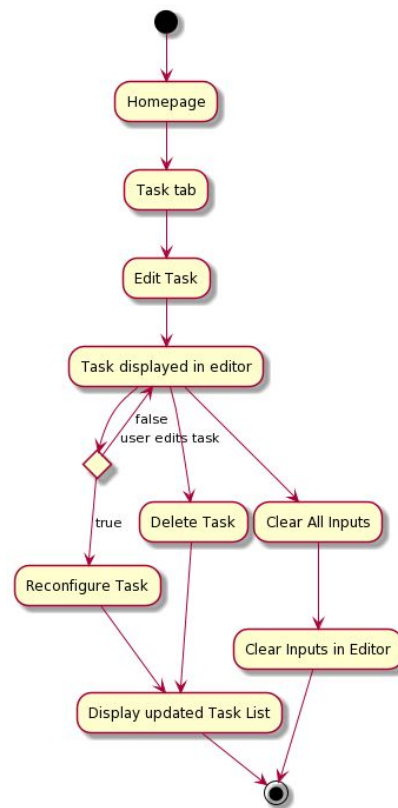 Homepage
Task tab
Edit Task
Task displayed in editor
false
user edits task
true
Delete Task
Clear All Inputs
Reconfigure Task
Clear Inputs in Editor
Display updated Task List